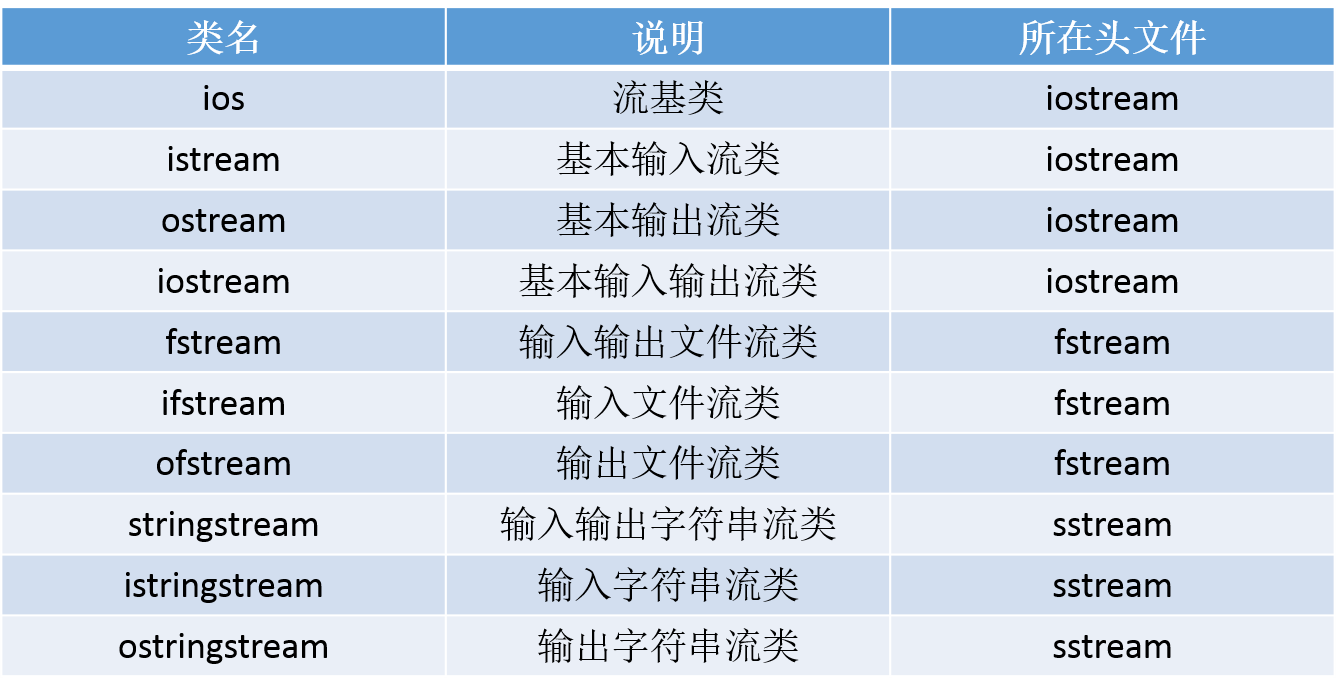 类名 说明 所在头文件
ios 流基类 iostream
istream 基本输入流类 iostream
ostream 基本输出流类 iostream
iostream 基本输入输出流类 iostream
fstream 输入输出文件流类 fstream
ifstream 输入文件流类 fstream
ofstream 输出文件流类 fstream
stringstream 输入输出字符串流类 sstream
istringstream 输入字符串流类 sstream
ostringstream 输出字符串流类 sstream